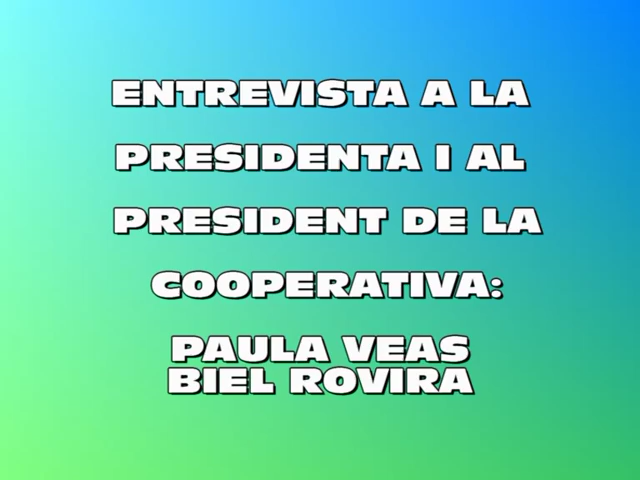 ENTREVISTA A LA
PRESIDENTA I AL
PRESIDENT DE LA
COOPERATIVA:
PAULA VEAS
BIEL ROVIRA